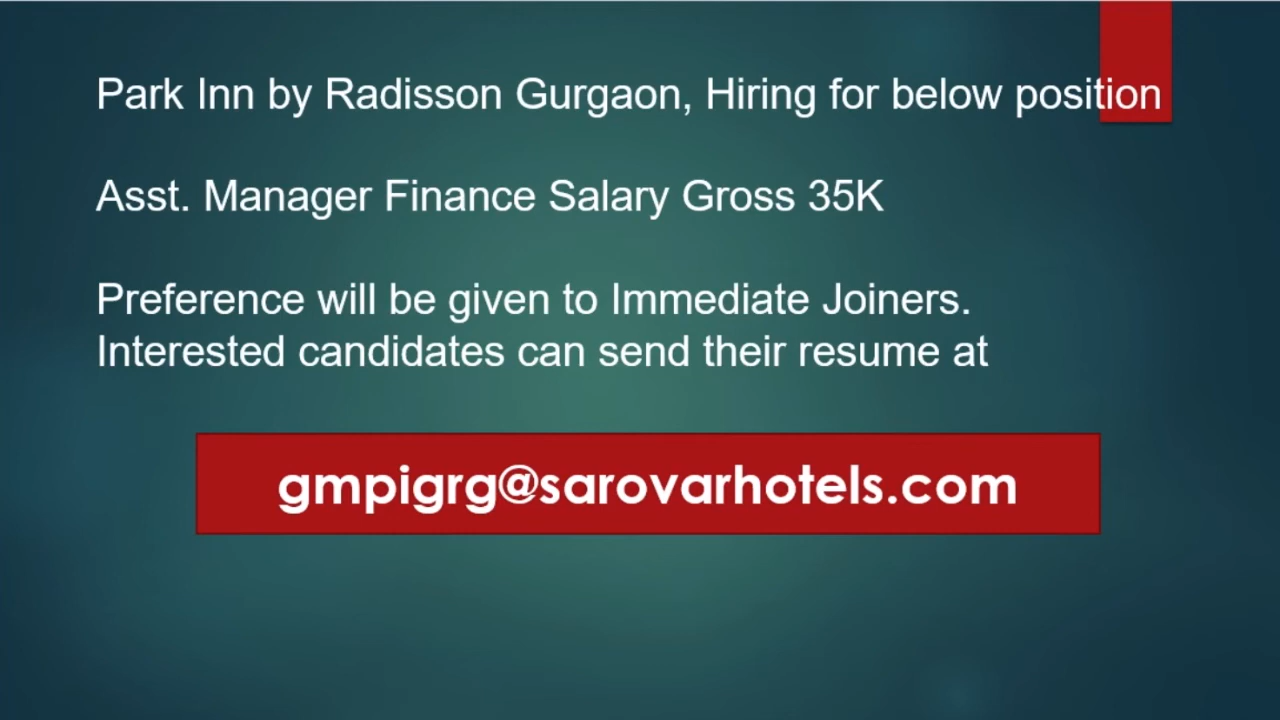 Park Inn by Radisson Gurgaon, Hiring for below position
Asst. Manager Finance Salary Gross 35K
Preference will be given to Immediate Joiners.
Interested candidates can send their resume at
gmpigrg@sarovarhotels.com